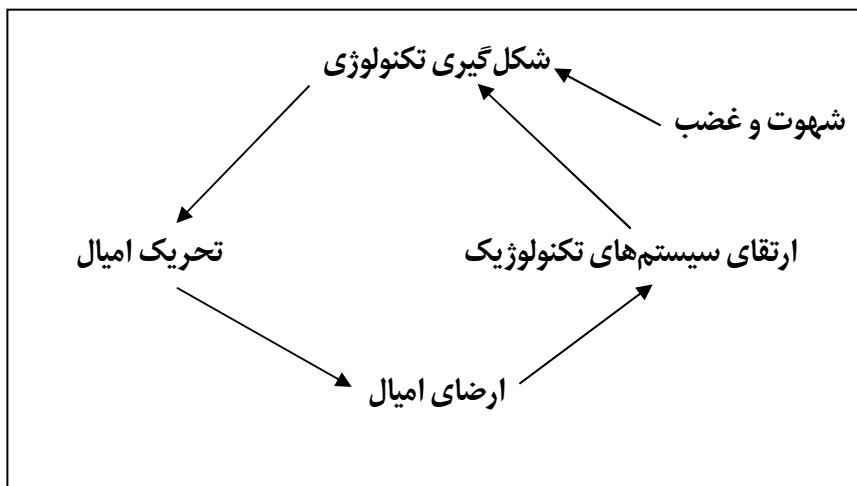 شکل‌گیری تکنولوژی
شهوت و غضب
ارتقای سیستم‌های تکنولوژیک
تحریک امیال
ارضای امیال